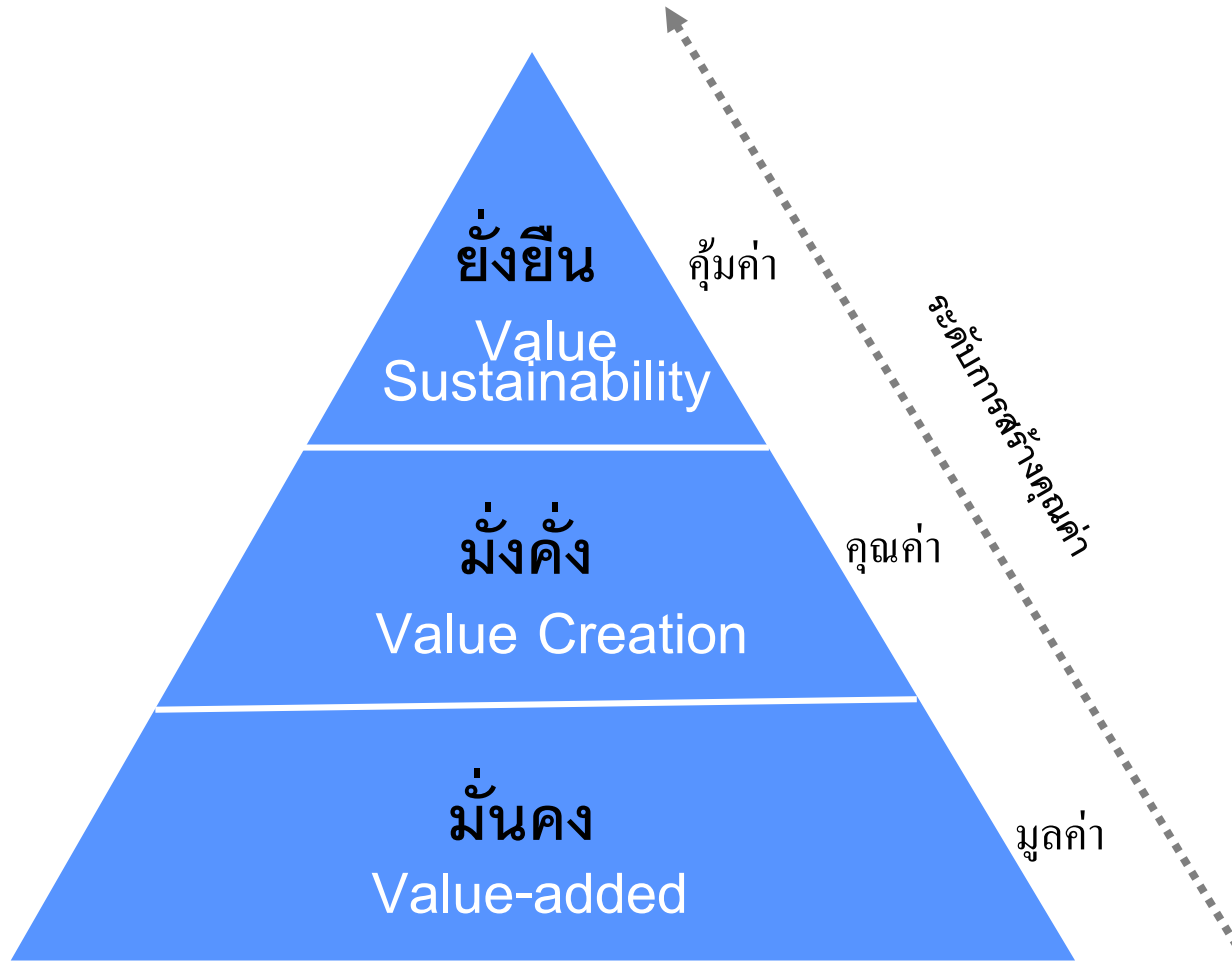 ยั่งยืน
Value
Sustainability
คุ้มค่า
ระดับการสร้างคุณค่า
มั่งคั่ง
Value Creation
คุณค่า
มั่นคง
Value-added
มูลค่า